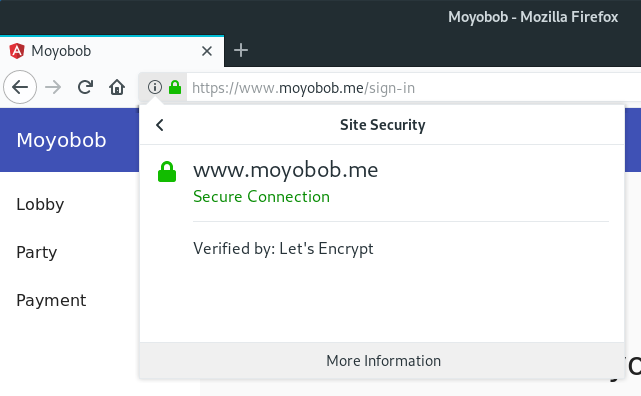 Moyobob - Mozilla Firefox
Moyobob
https://www.moyobob.me/sign-in
Moyobob
Site Security
www.moyobob.me
Secure Connection
Lobby
Verified by: Let's Encrypt
Party
Payment
More Information